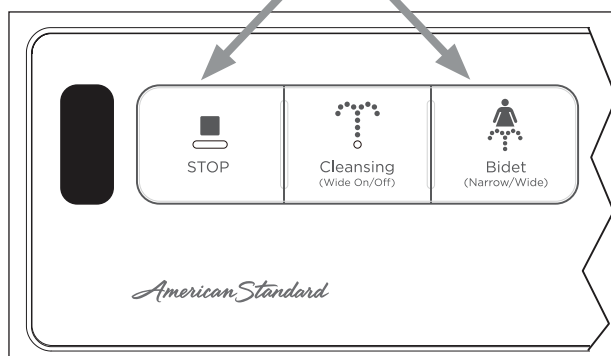 STOP
Cleansing
(Wide On/Off)
Bidet
(Narrow/Wide)
American Standard